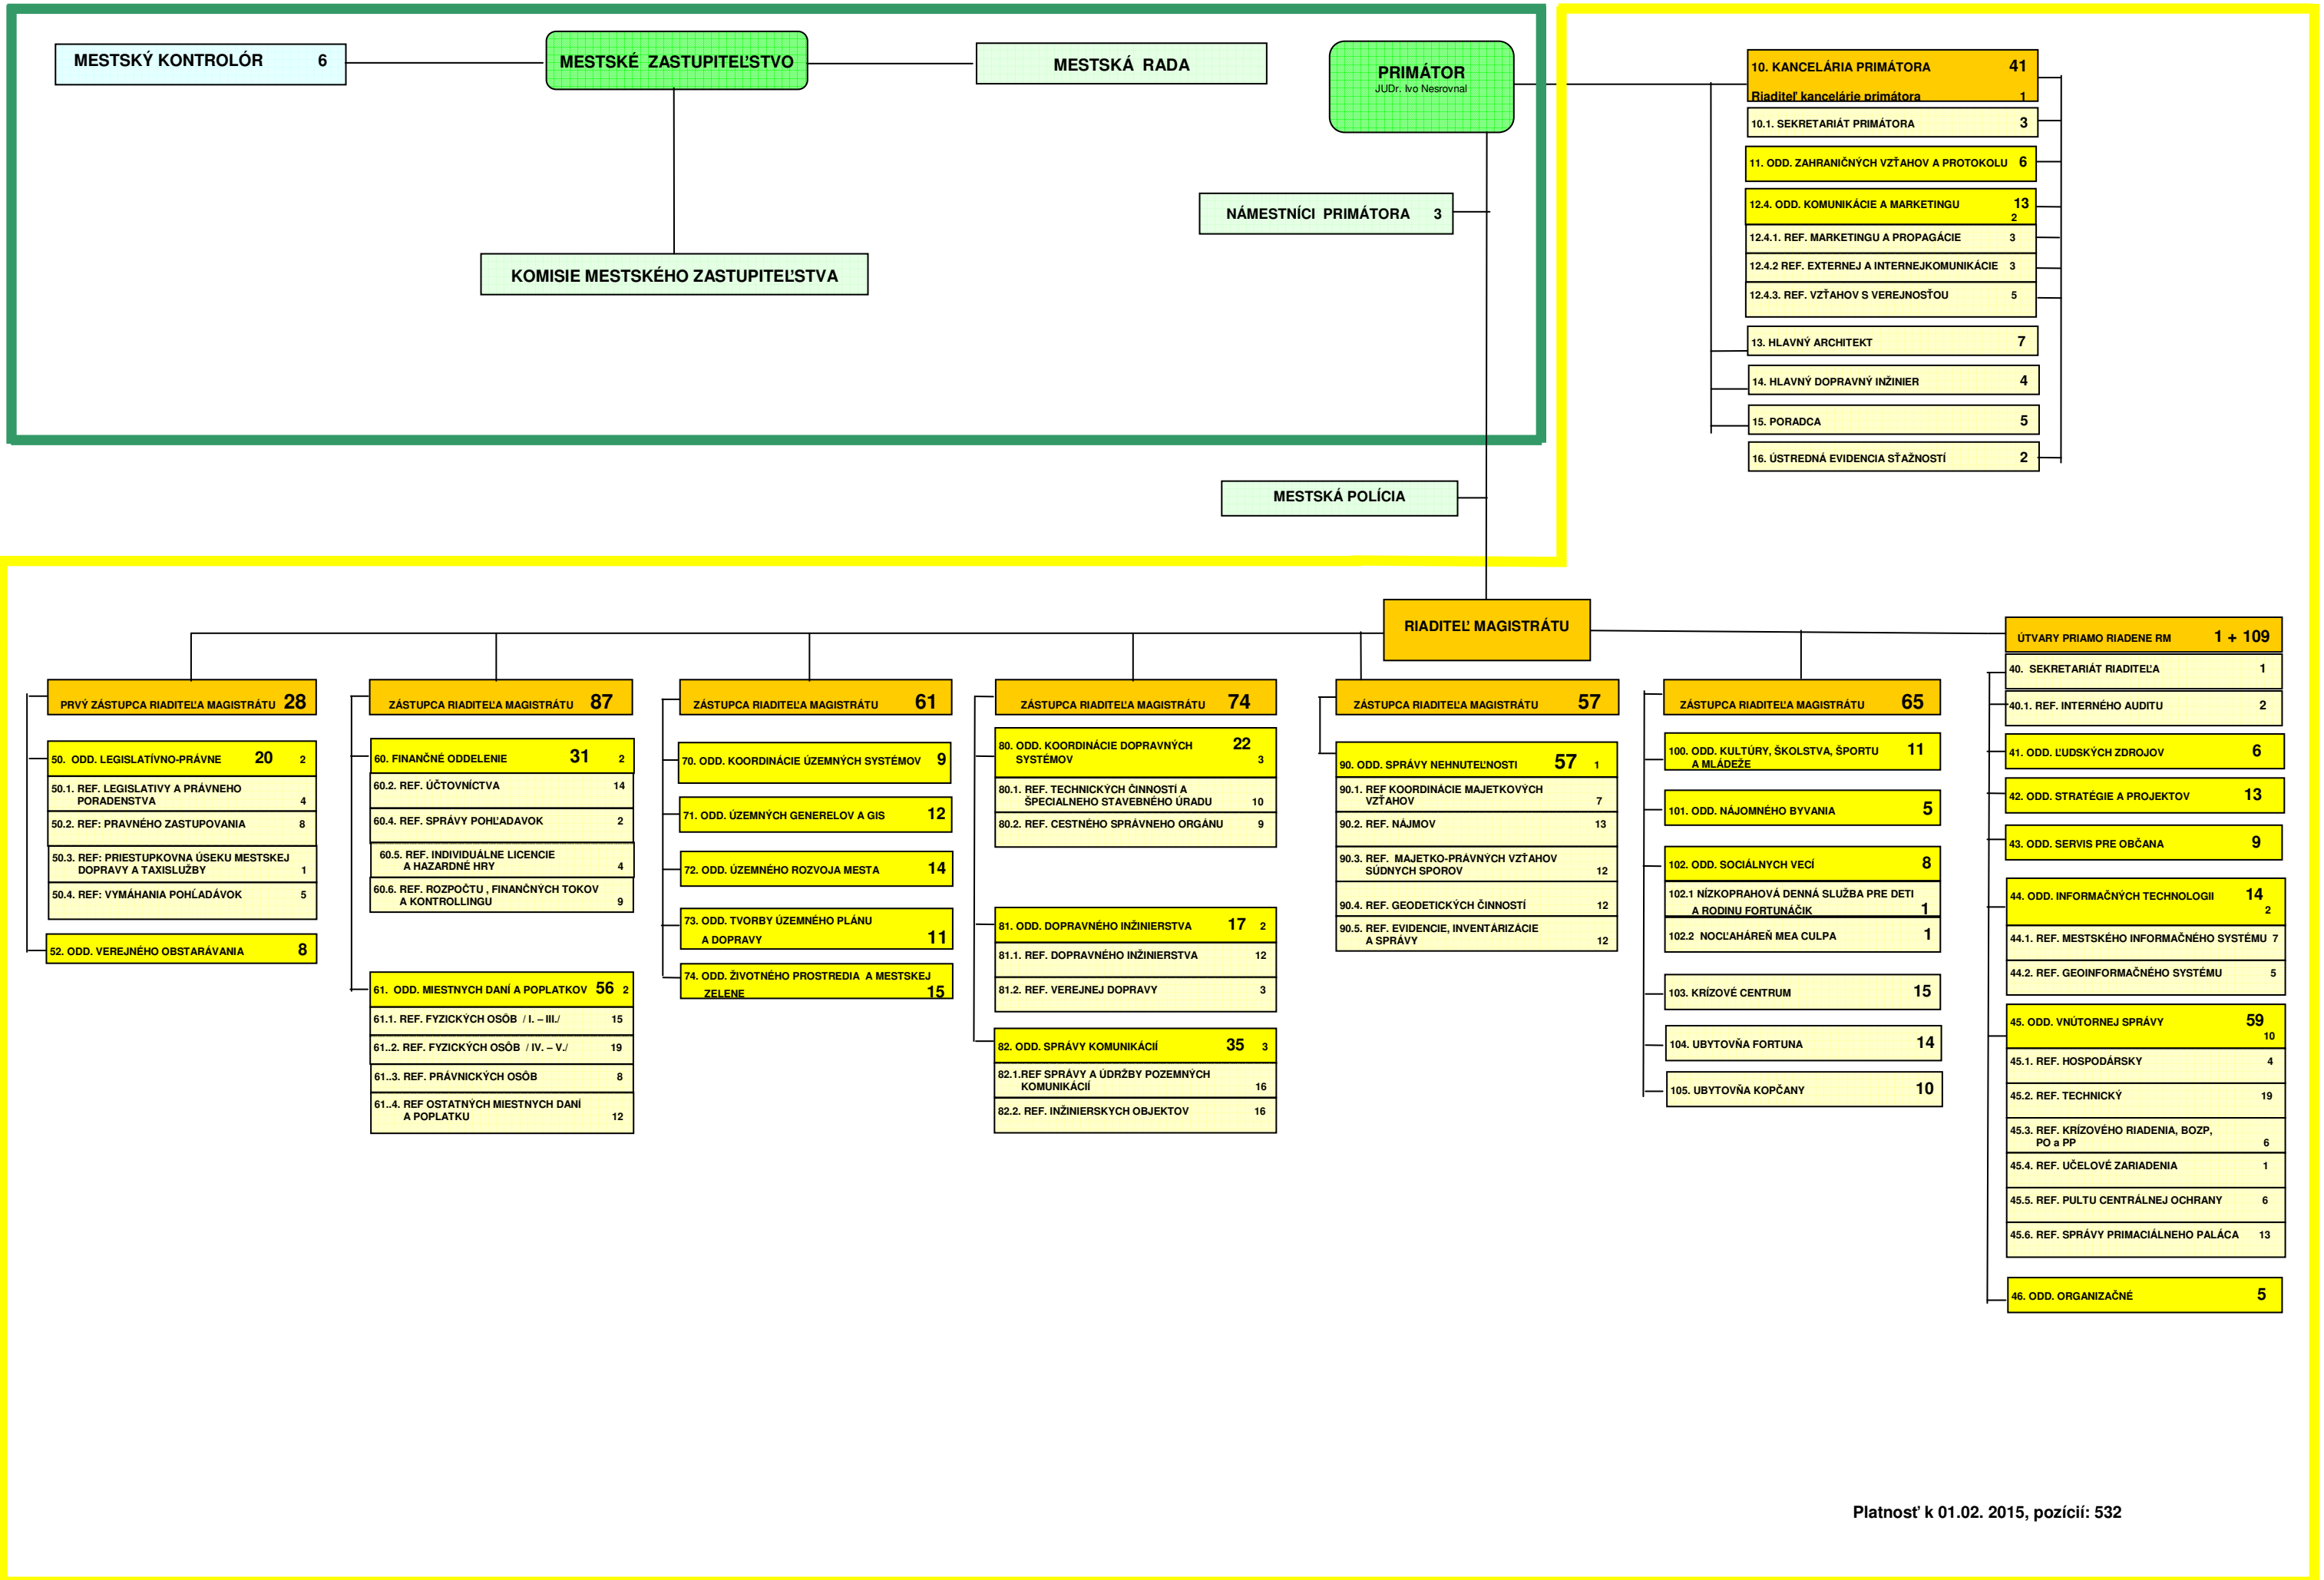 MESTSKÝ KONTROLÓR 6
MESTSKÉ ZASTUPITEĽSTVO
MESTSKÁ RADA
PRIMÁTOR
JUDr. Ivo Nesrovnal
NÁMESTNÍCI PRIMÁTORA 3
KOMISIE MESTSKÉHO ZASTUPITEĽSTVA
MESTSKÁ POLÍCIA
10. KANCELÁRIA PRIMÁTORA 41
Riaditeľ kancelárie primátora 1
10.1. SEKRETARIÁT PRIMÁTORA 3
11. ODD. ZAHRANIČNÝCH VZŤAHOV A PROTOKOLU 6
12.4. ODD. KOMUNIKÁCIE A MARKETINGU 13
2
12.4.1. REF. MARKETINGU A PROPAGÁCIE 3
12.4.2 REF. EXTERNEJ A INTERNEJKOMUNIKÁCIE 3
12.4.3. REF. VZŤAHOV S VEREJNOSŤOU 5
13. HLAVNÝ ARCHITEKT 7
14. HLAVNÝ DOPRAVNÝ INŽINIER 4
15. PORADCA 5
16. ÚSTREDNÁ EVIDENCIA SŤAŽNOSTÍ 2
RIADITEĽ MAGISTRÁTU
PRVÝ ZÁSTUPCA RIADITEĽA MAGISTRÁTU 28
50. ODD. LEGISLATÍVNO-PRÁVNE 20 2
50.1. REF. LEGISLATIVY A PRÁVNEHO
PORADENSTVA 4
50.2. REF: PRAVNÉHO ZASTUPOVANIA 8
50.3. REF: PRIESTUPKOVNA ÚSEKU MESTSKEJ
DOPRAVY A TAXISLUŽBY 1
50.4. REF: VYMÁHANIA POHĹADÁVOK 5
52. ODD. VEREJNÉHO OBSTARÁVANIA 8
ZÁSTUPCA RIADITEĽA MAGISTRÁTU 87
60. FINANČNÉ ODDELENIE 31 2
60.2. REF. ÚČTOVNÍCTVA 14
60.4. REF. SPRÁVY POHĽADAVOK 2
60.5. REF. INDIVIDUÁLNE LICENCIE
A HAZARDNÉ HRY 4
60.6. REF. ROZPOČTU , FINANČNÝCH TOKOV
A KONTROLLINGU 9
61. ODD. MIESTNYCH DANÍ A POPLATKOV 56 2
61.1. REF. FYZICKÝCH OSÔB / I. – III./ 15
61..2. REF. FYZICKÝCH OSÔB / IV. – V./ 19
61..3. REF. PRÁVNICKÝCH OSÔB 8
61..4. REF OSTATNÝCH MIESTNYCH DANÍ
A POPLATKU 12
ZÁSTUPCA RIADITEĽA MAGISTRÁTU 61
70. ODD. KOORDINÁCIE ÚZEMNÝCH SYSTÉMOV 9
71. ODD. ÚZEMNÝCH GENERELOV A GIS 12
72. ODD. ÚZEMNÉHO ROZVOJA MESTA 14
73. ODD. TVORBY ÚZEMNÉHO PLÁNU
A DOPRAVY 11
74. ODD. ŽIVOTNÉHO PROSTREDIA A MESTSKEJ
ZELENE 15
ZÁSTUPCA RIADITEĽA MAGISTRÁTU 74
80. ODD. KOORDINÁCIE DOPRAVNÝCH 22
SYSTÉMOV 3
80.1. REF. TECHNICKÝCH ČINNOSTÍ A
ŠPECIALNEHO STAVEBNÉHO ÚRADU 10
80.2. REF. CESTNÉHO SPRÁVNEHO ORGÁNU 9
81. ODD. DOPRAVNÉHO INŽINIERSTVA 17 2
81.1. REF. DOPRAVNÉHO INŽINIERSTVA 12
81.2. REF. VEREJNEJ DOPRAVY 3
82. ODD. SPRÁVY KOMUNIKÁCIÍ 35 3
82.1.REF SPRÁVY A ÚDRŽBY POZEMNÝCH
KOMUNIKÁCIÍ 16
82.2. REF. INŽINIERSKYCH OBJEKTOV 16
ZÁSTUPCA RIADITEĽA MAGISTRÁTU 57
90. ODD. SPRÁVY NEHNUTEĽNOSTI 57 1
90.1. REF KOORDINÁCIE MAJETKOVÝCH
VZŤAHOV 7
90.2. REF. NÁJMOV 13
90.3. REF. MAJETKO-PRÁVNÝCH VZŤAHOV
SÚDNYCH SPOROV 12
90.4. REF. GEODETICKÝCH ČINNOSTÍ 12
90.5. REF. EVIDENCIE, INVENTÁRIZÁCIE
A SPRÁVY 12
ZÁSTUPCA RIADITEĽA MAGISTRÁTU 65
100. ODD. KULTÚRY, ŠKOLSTVA, ŠPORTU 11
A MLÁDEŽE
101. ODD. NÁJOMNÉHO BYVANIA 5
102. ODD. SOCIÁLNYCH VECÍ 8
102.1 NÍZKOPRAHOVÁ DENNÁ SLUŽBA PRE DETI
A RODINU FORTUNÁČIK 1
102.2 NOCĽAHÁREŇ MEA CULPA 1
103. KRÍZOVÉ CENTRUM 15
104. UBYTOVŇA FORTUNA 14
105. UBYTOVŇA KOPČANY 10
ÚTVARY PRIAMO RIADENE RM 1 + 109
40. SEKRETARIÁT RIADITEĽA 1
40.1. REF. INTERNÉHO AUDITU 2
41. ODD. ĽUDSKÝCH ZDROJOV 6
42. ODD. STRATÉGIE A PROJEKTOV 13
43. ODD. SERVIS PRE OBČANA 9
44. ODD. INFORMAČNÝCH TECHNOLOGII 14
2
44.1. REF. MESTSKÉHO INFORMAČNÉHO SYSTÉMU 7
44.2. REF. GEOINFORMAČNÉHO SYSTÉMU 5
45. ODD. VNÚTORNEJ SPRÁVY 59
10
45.1. REF. HOSPODÁRSKY 4
45.2. REF. TECHNICKÝ 19
45.3. REF. KRÍZOVÉHO RIADENIA, BOZP,
PO a PP 6
45.4. REF. UČELOVÉ ZARIADENIA 1
45.5. REF. PULTU CENTRÁLNEJ OCHRANY 6
45.6. REF. SPRÁVY PRIMACIÁLNEHO PALÁCA 13
46. ODD. ORGANIZAČNÉ 5
Platnosť k 01.02. 2015, pozícií: 532